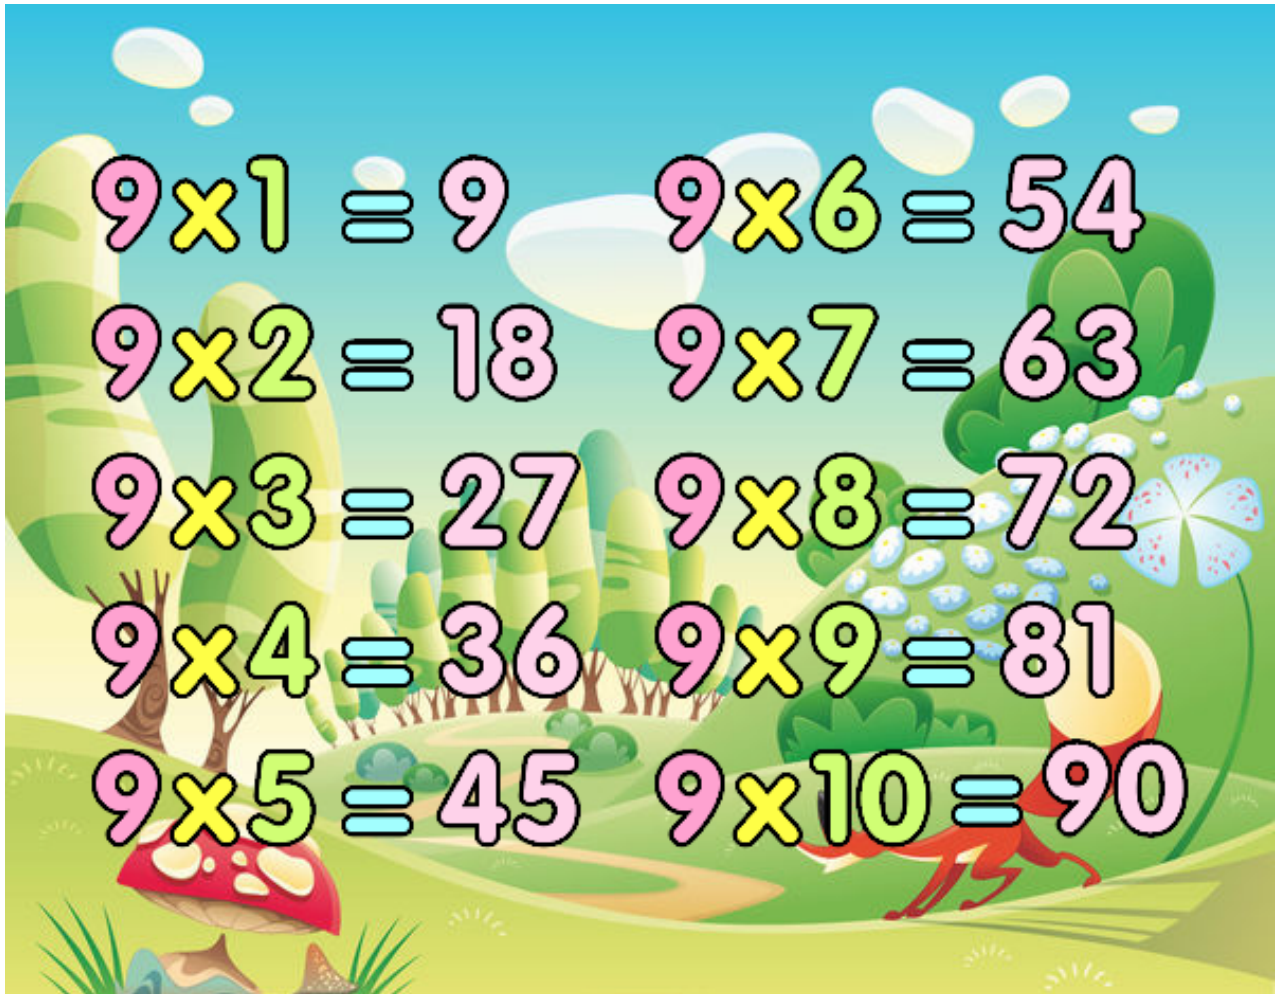 9x1 = 9
9x2 = 18
9x3 = 27
9x4 = 36
9x5 = 45
9x6 = 54
9x7 = 63
9x8 = 72
9x9 = 81
9x10 = 90